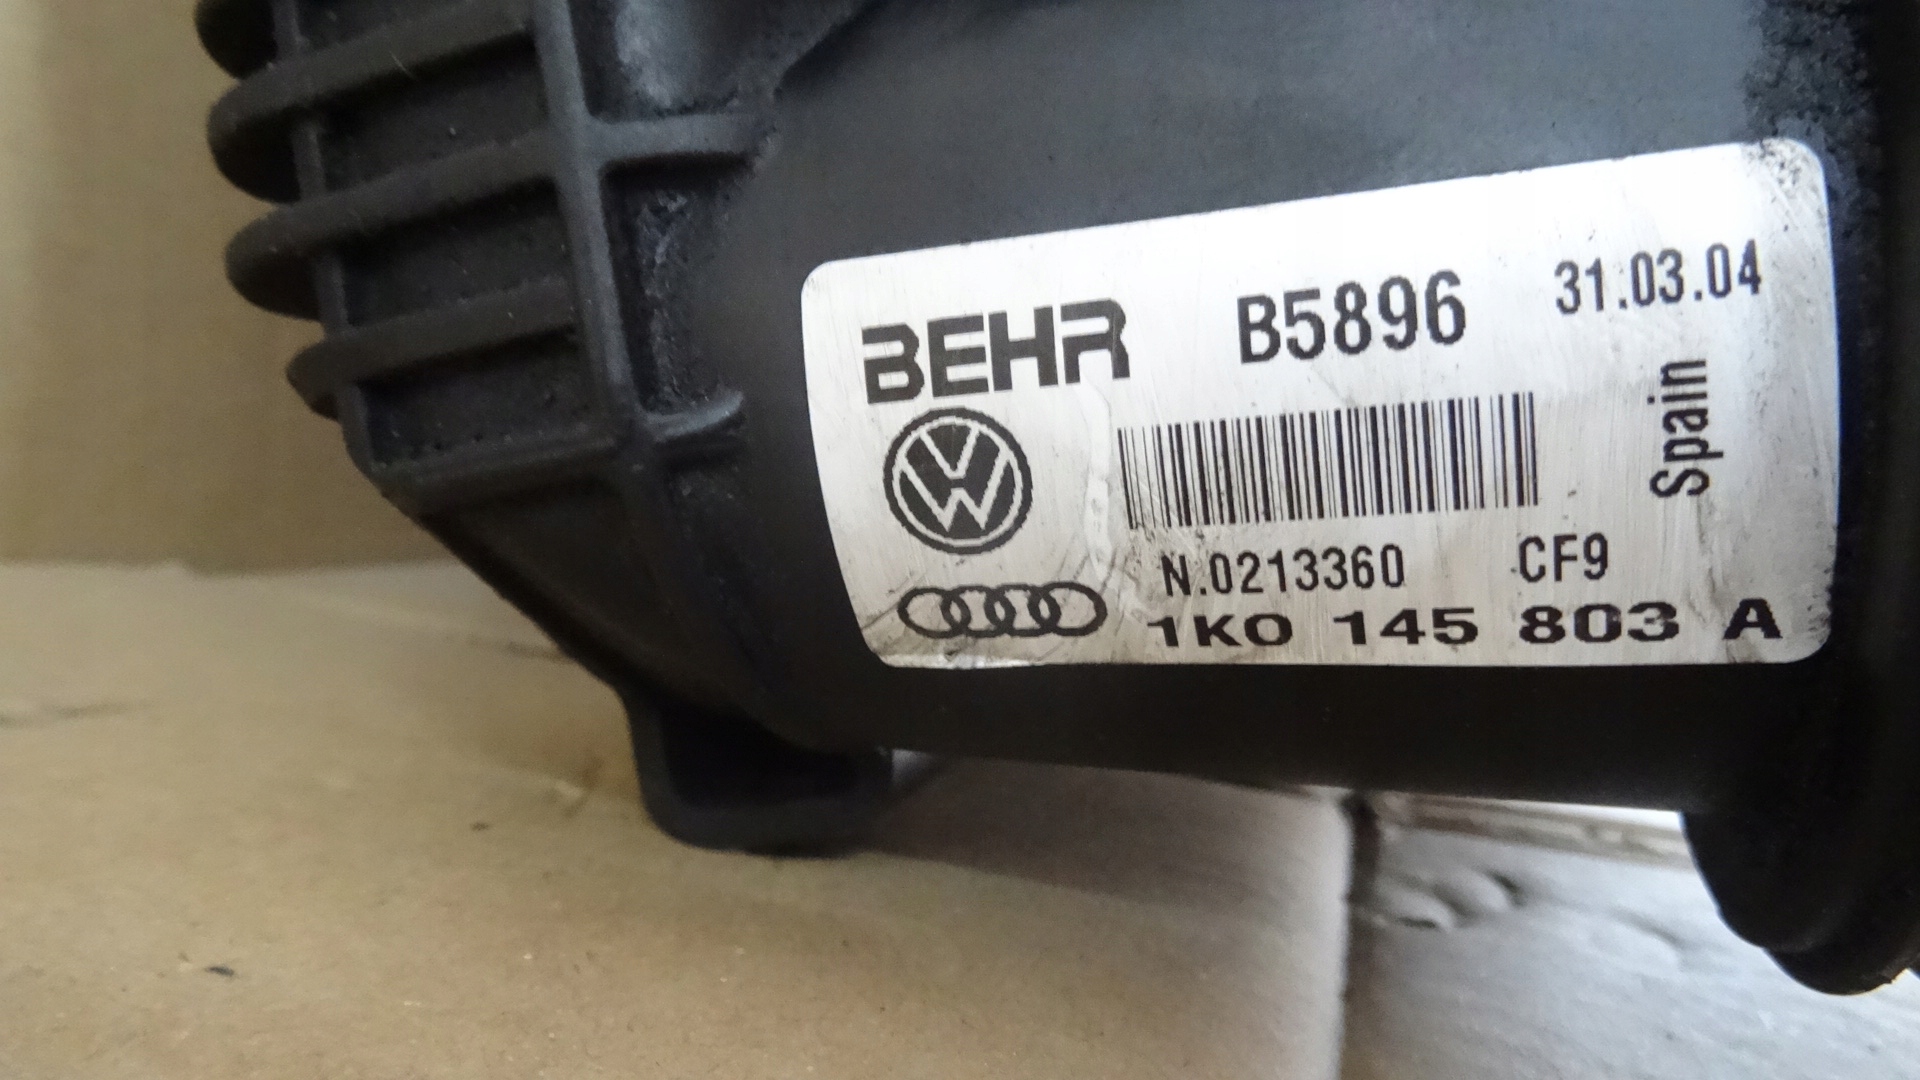 BEHR B5896 31.03.04
Spain
N.0213360 CF9
1K0 145 803 A